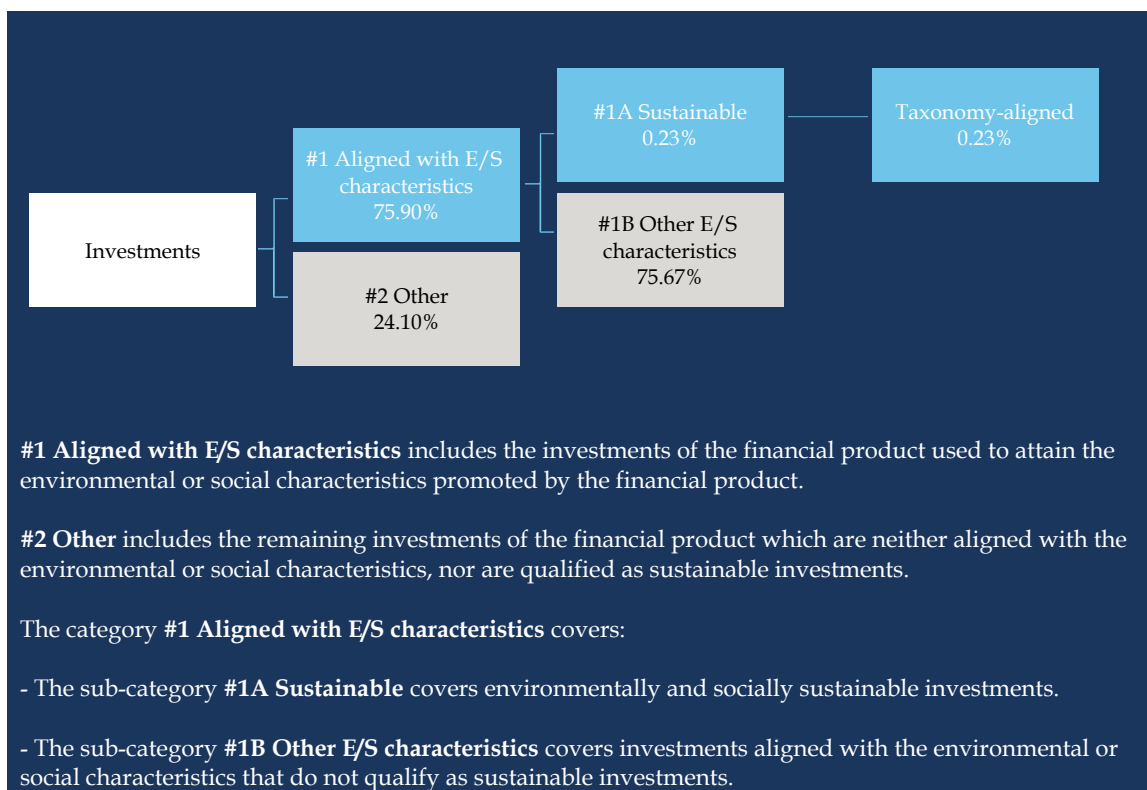 Investments
#1 Aligned with E/S
characteristics
75.90%
#2 Other
24.10%
#1A Sustainable
0.23%
#1B Other E/S
characteristics
75.67%
Taxonomy-aligned
0.23%
#1 Aligned with E/S characteristics includes the investments of the financial product used to attain the
environmental or social characteristics promoted by the financial product.
#2 Other includes the remaining investments of the financial product which are neither aligned with the
environmental or social characteristics, nor are qualified as sustainable investments.
The category #1 Aligned with E/S characteristics covers:
- The sub-category #1A Sustainable covers environmentally and socially sustainable investments.
- The sub-category #1B Other E/S characteristics covers investments aligned with the environmental or
social characteristics that do not qualify as sustainable investments.